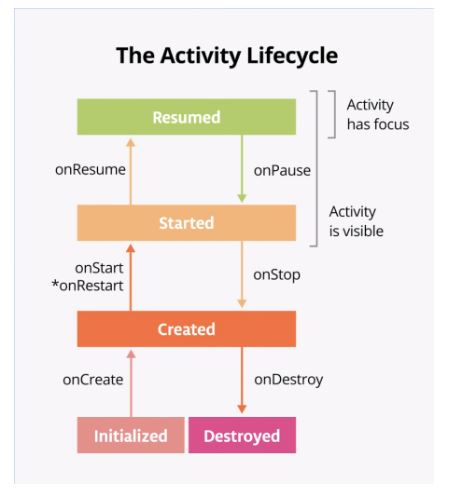 The Activity Lifecycle
Resumed
Activity
has focus
onResume
onPause
Started
Activity
is visible
onStart
*onRestart
onStop
Created
onCreate
onDestroy
Initialized
Destroyed